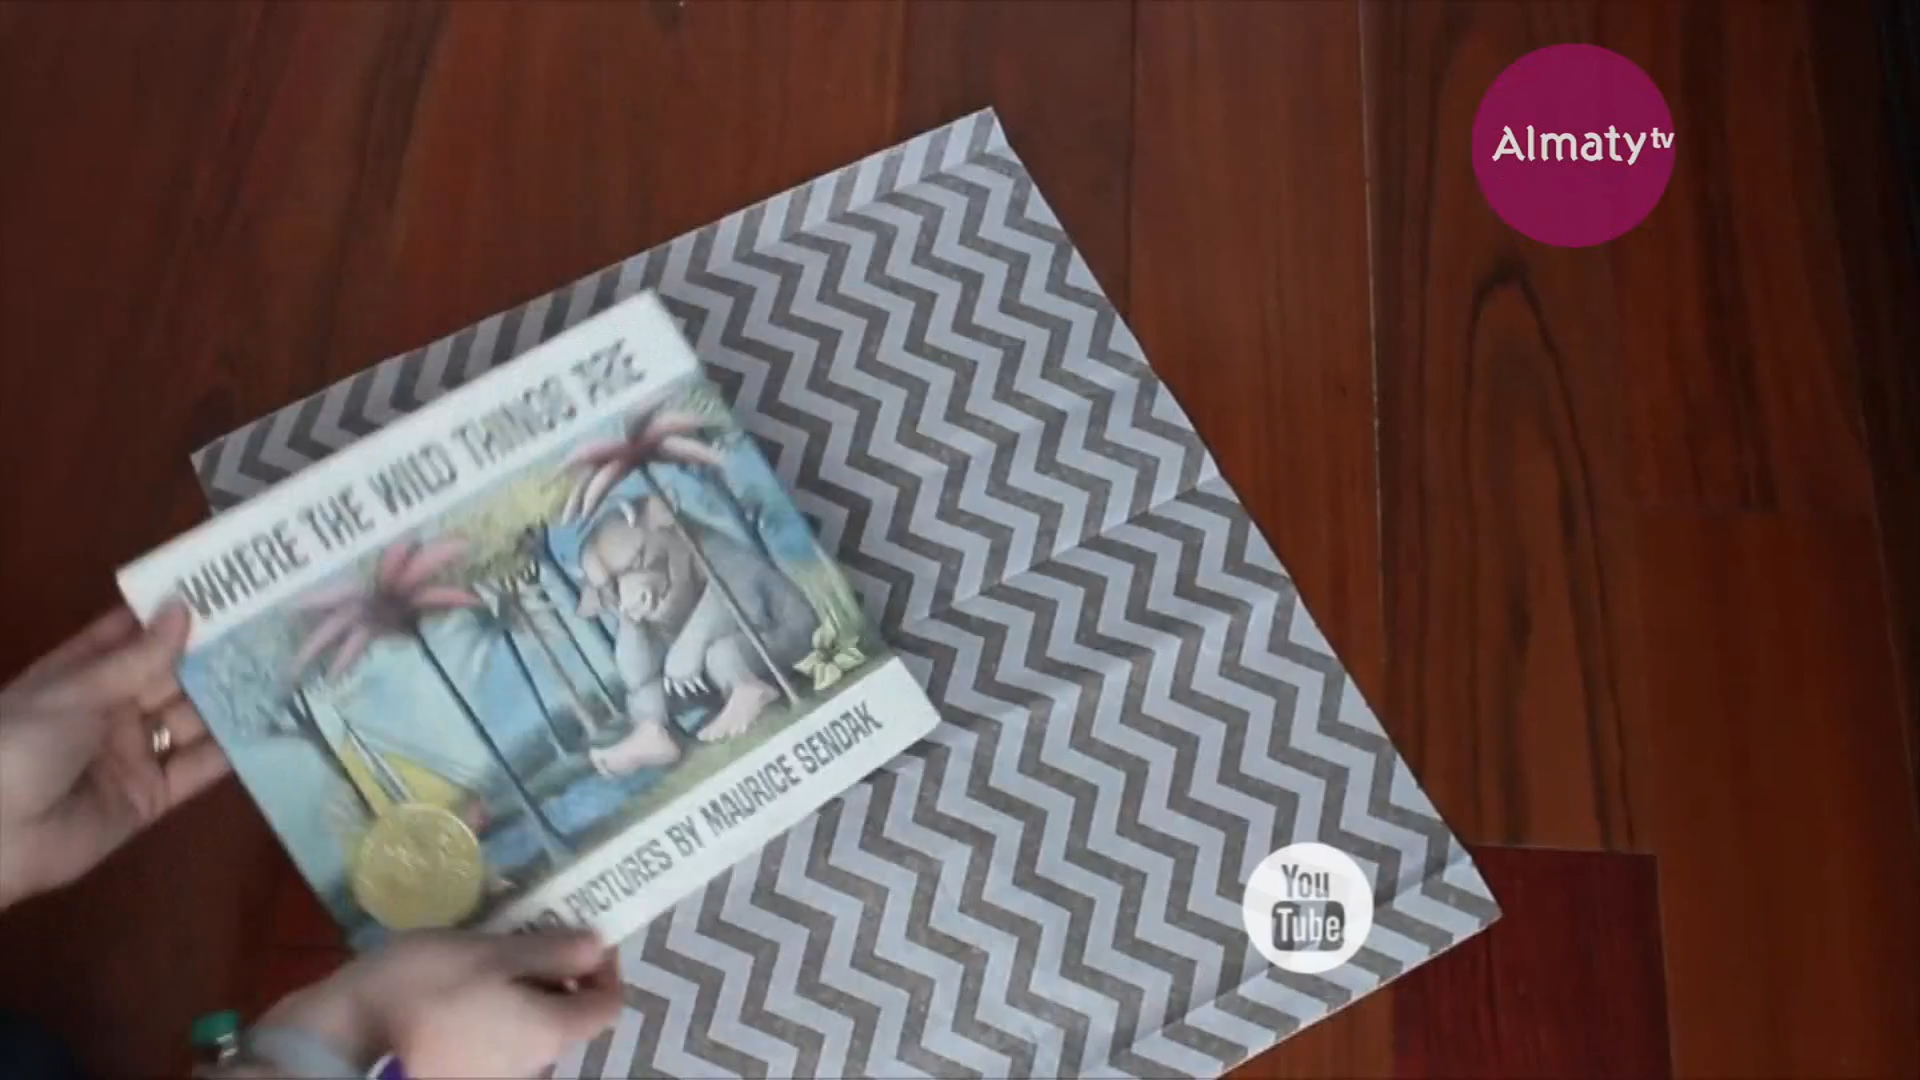 Almaty tv
WHERE THE WILD THINGS ARE
PICTURES BY MAURICE SENDAK
You
Tube